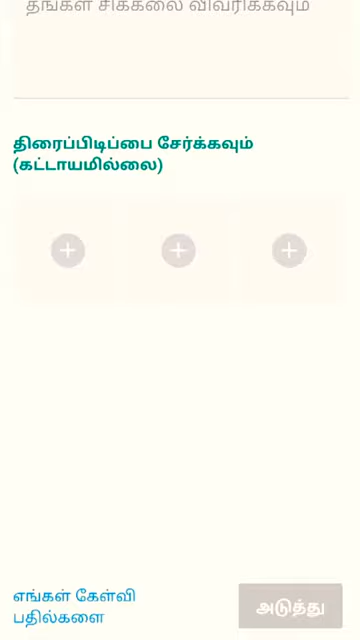 தங்கள் சிக்கலை விவரிக்கவும்
திரைப்பிடிப்பை சேர்க்கவும்
(கட்டாயமில்லை)
எங்கள் கேள்வி
பதில்களை
அடுத்து